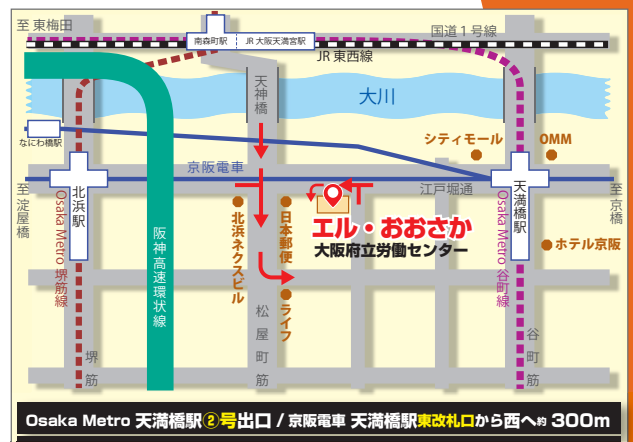 至 東梅田
南森町駅
JR 大阪天満宮駅
国道1号線
JR 東西線
天神橋
大川
なにわ橋駅
シティモール
OMM
京阪電車
江戸堀通
至 淀屋橋
北浜駅
Osaka Metro 堺筋線
阪神高速環状線
北浜ネクスビル
日本郵便
エル・おおさか
大阪府立労働センター
Osaka Metro 谷町線
天満橋駅
至 京橋
ホテル京阪
ライフ
堺筋
松屋町筋
谷町筋
Osaka Metro 天満橋駅②号出口 / 京阪電車 天満橋駅東改札口から西へ約 300m